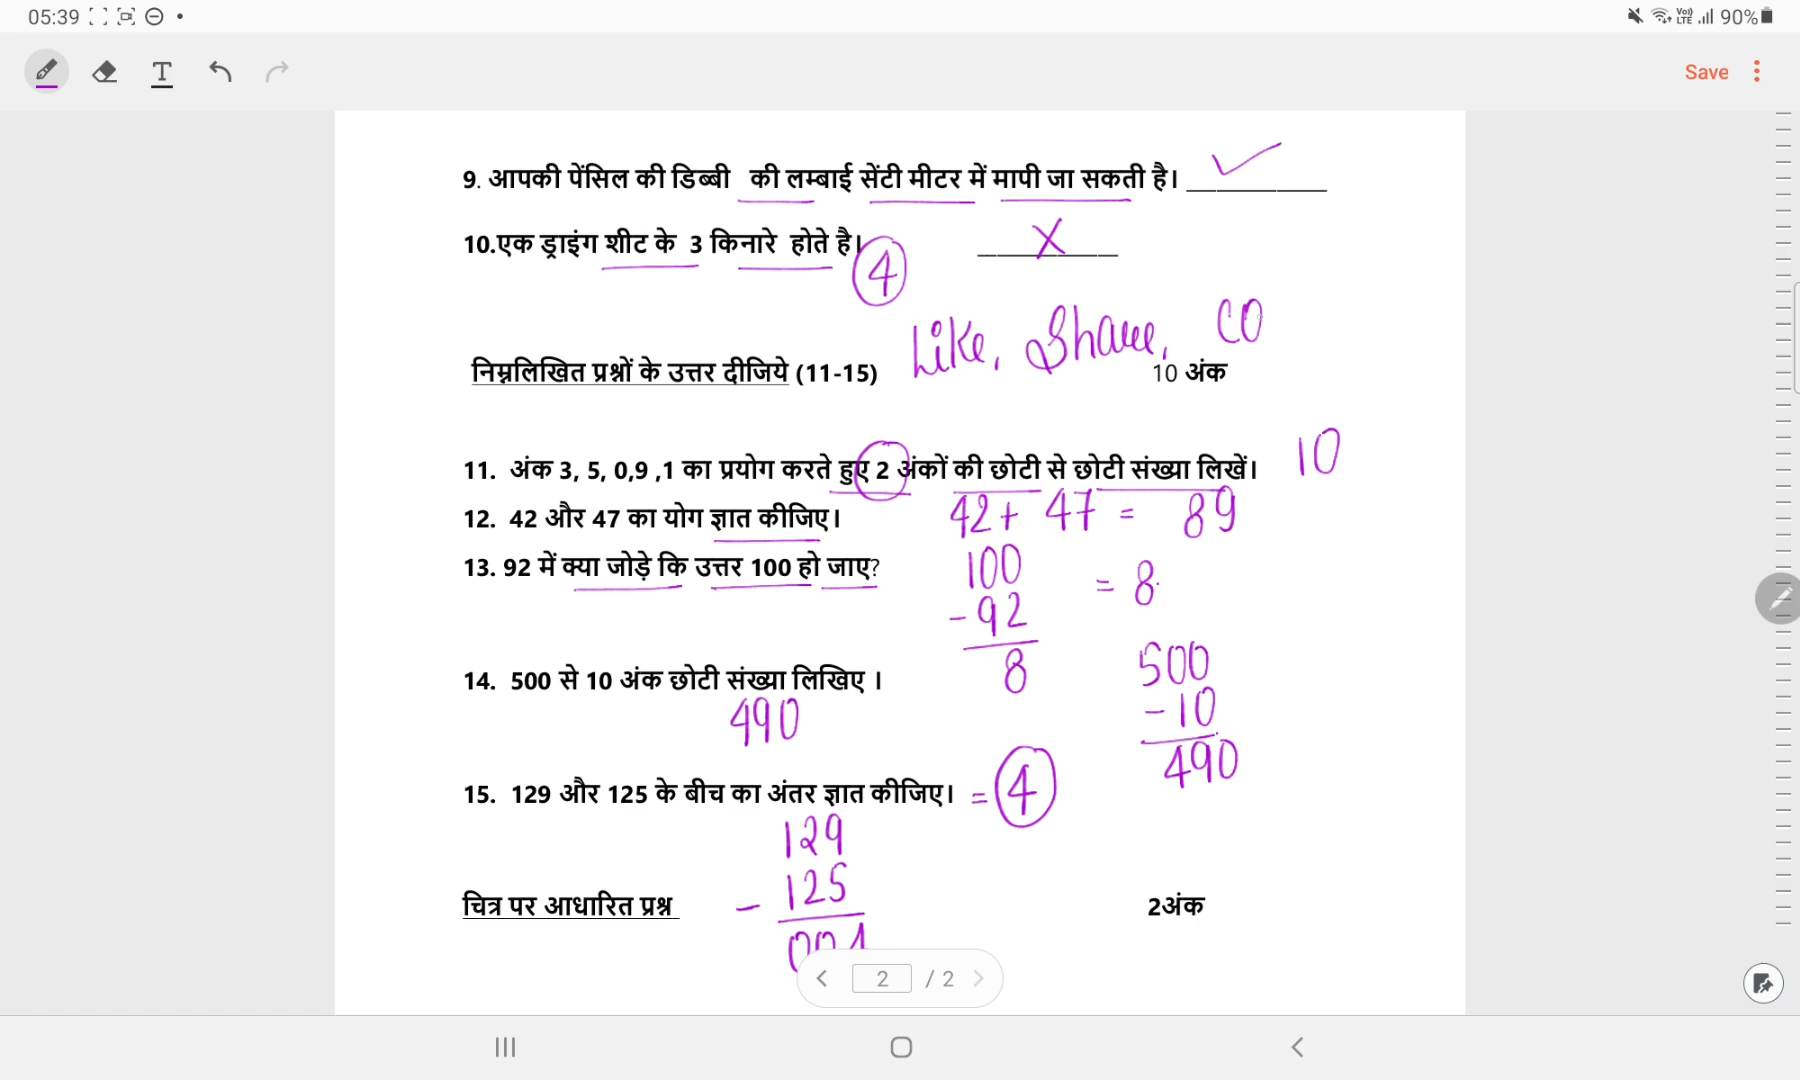 05:39 90%
T Save
9. आपकी पेंसिल की डिब्बी की लम्बाई सेंटी मीटर में मापी जा सकती है। ✓
10.एक ड्राइंग शीट के 3 किनारे होते है। 4 X
Like, Share, CO
निम्नलिखित प्रश्नों के उत्तर दीजिये (11-15) 10 अंक
11. अंक 3, 5, 0,9 ,1 का प्रयोग करते हुए 2 अंकों की छोटी से छोटी संख्या लिखें। 10
12. 42 और 47 का योग ज्ञात कीजिए। 42+ 47 = 89
13. 92 में क्या जोड़े कि उत्तर 100 हो जाए? 100
- 92 = 8
8
14. 500 से 10 अंक छोटी संख्या लिखिए ।
490
500
- 10
490
15. 129 और 125 के बीच का अंतर ज्ञात कीजिए। = 4
129
- 125
004
चित्र पर आधारित प्रश्न 2अंक
2 / 2